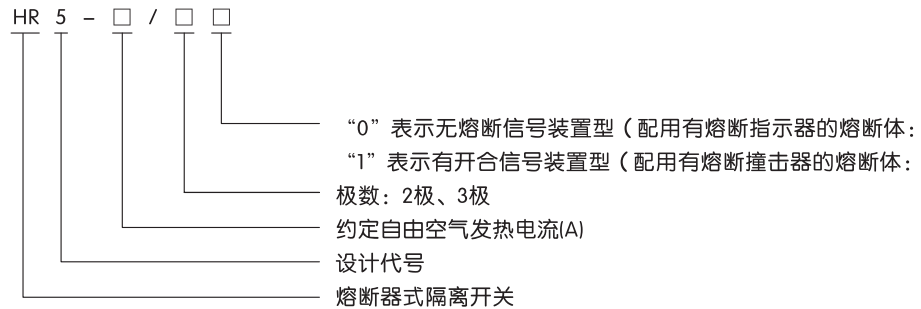 HR 5 - □ / □ □
“0”表示无熔断信号装置型（配用有熔断指示器的熔断体：
“1”表示有开合信号装置型（配用有熔断撞击器的熔断体：
极数：2极、3极
约定自由空气发热电流(A)
设计代号
熔断器式隔离开关